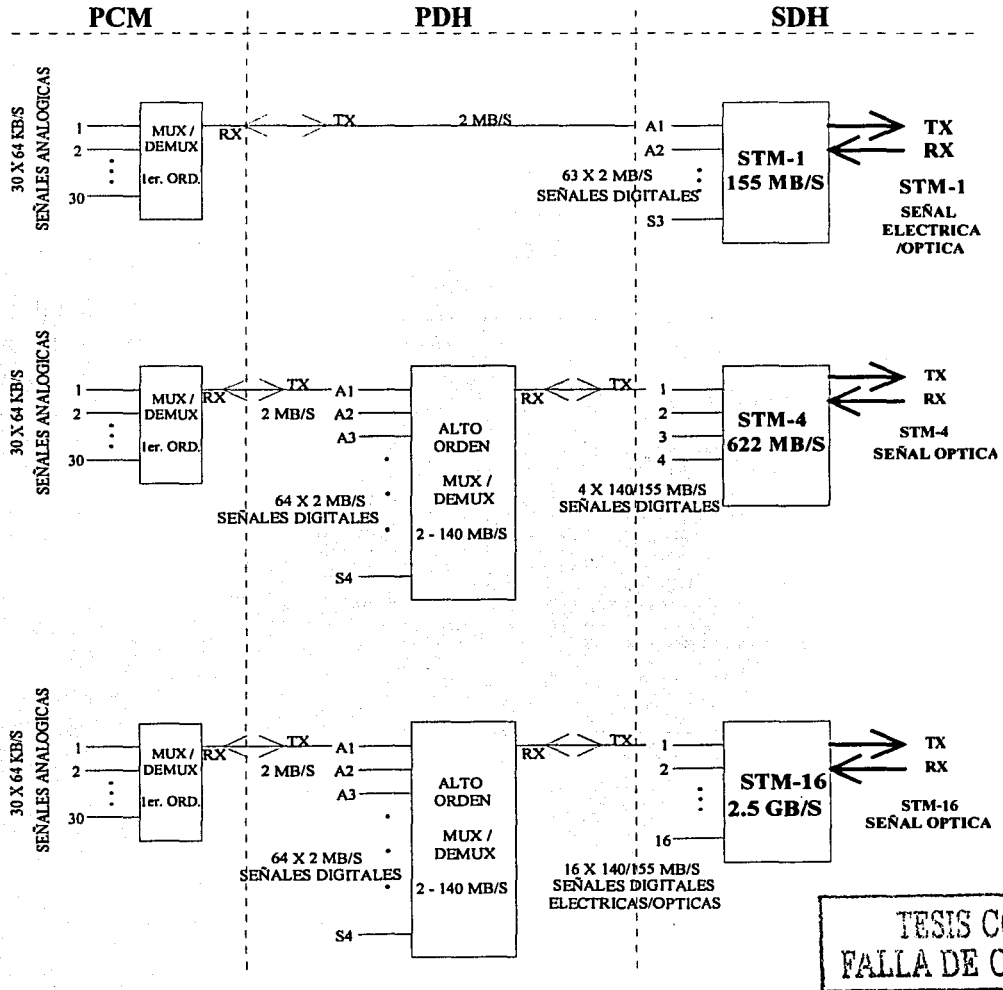 PCM PDH SDH
30 X 64 KB/S
SEÑALES ANALOGICAS
1
2
30
MUX /
DEMUX
1er. ORD.
RX
TX
2 MB/S
A1
A2
63 X 2 MB/S
SEÑALES DIGITALES
S3
STM-1
155 MB/S
TX
RX
STM-1
SEÑAL
ELECTRICA
/OPTICA
30 X 64 KB/S
SEÑALES ANALOGICAS
1
2
30
MUX /
DEMUX
1er. ORD.
RX
TX
2 MB/S
A1
A2
A3
64 X 2 MB/S
SEÑALES DIGITALES
S4
ALTO
ORDEN
MUX /
DEMUX
2 - 140 MB/S
RX
TX
1
2
3
4
4 X 140/155 MB/S
SEÑALES DIGITALES
STM-4
622 MB/S
TX
RX
STM-4
SEÑAL OPTICA
30 X 64 KB/S
SEÑALES ANALOGICAS
1
2
30
MUX /
DEMUX
1er. ORD.
RX
TX
2 MB/S
A1
A2
A3
64 X 2 MB/S
SEÑALES DIGITALES
S4
ALTO
ORDEN
MUX /
DEMUX
2 - 140 MB/S
RX
TX
1
2
16
16 X 140/155 MB/S
SEÑALES DIGITALES
ELECTRICAS/OPTICAS
STM-16
2.5 GB/S
TX
RX
STM-16
SEÑAL OPTICA
TESIS CO
FALLA DE O